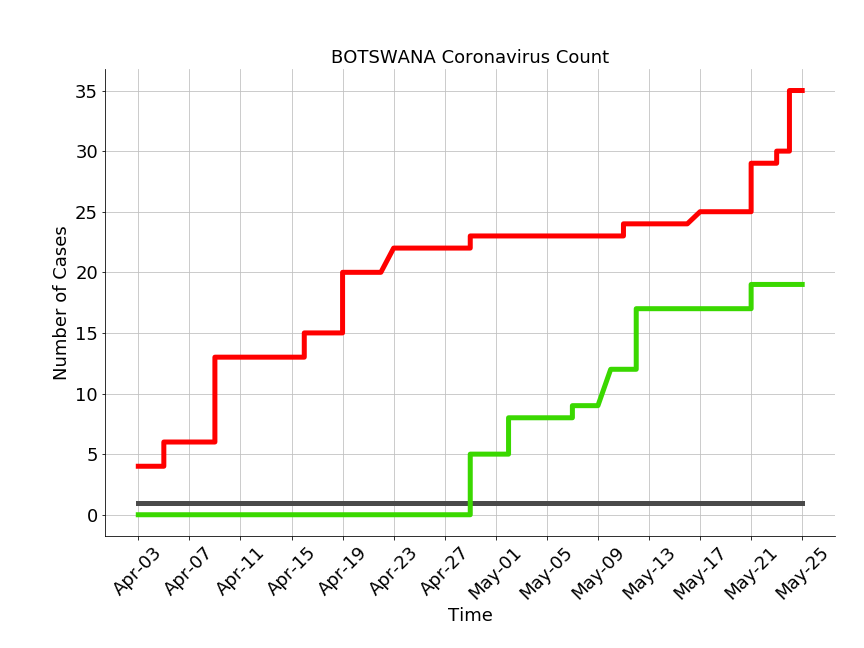 BOTSWANA Coronavirus Count
35
30
25
20
15
10
5
0
Number of Cases
Apr-03
Apr-07
Apr-11
Apr-15
Apr-19
Apr-23
Apr-27
May-01
May-05
May-09
May-13
May-17
May-21
May-25
Time